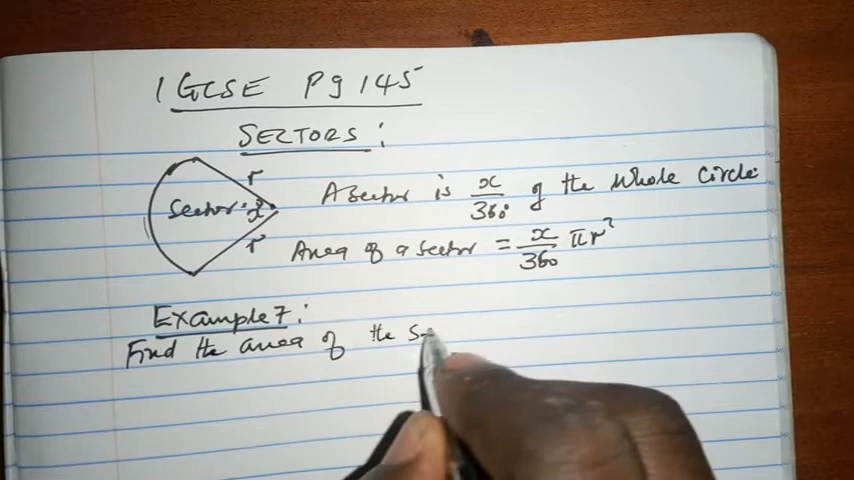 IGCSE Pg 145
SECTORS:
r
Sector x
r
A Sector is x/360° of the Whole Circle
Area of a Sector = x/360 πr²
Example 7:
Find the area of the S